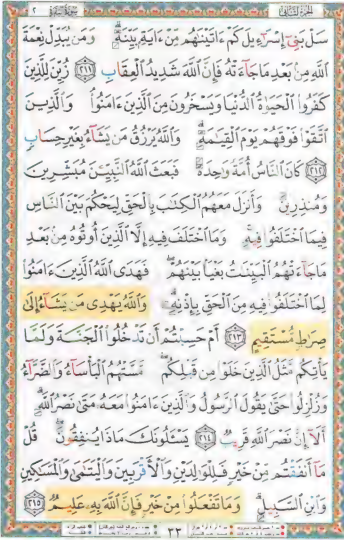 الجزء الثاني سورة البقرة ٢
سَلْ بَنِىٓ إِسْرَٰٓءِيلَ كَمْ ءَاتَيْنَٰهُم مِّنْ ءَايَةٍۭ بَيِّنَةٍۗ وَمَن يُبَدِّلْ نِعْمَةَ
ٱللَّهِ مِنۢ بَعْدِ مَا جَآءَتْهُ فَإِنَّ ٱللَّهَ شَدِيدُ ٱلْعِقَابِ ٢١١ زُيِّنَ لِلَّذِينَ
كَفَرُوا۟ ٱلْحَيَوٰةُ ٱلدُّنْيَا وَيَسْخَرُونَ مِنَ ٱلَّذِينَ ءَامَنُوا۟ۘ وَٱلَّذِينَ
ٱتَّقَوْا۟ فَوْقَهُمْ يَوْمَ ٱلْقِيَٰمَةِۗ وَٱللَّهُ يَرْزُقُ مَن يَشَآءُ بِغَيْرِ حِسَابٍ
٢١٢ كَانَ ٱلنَّاسُ أُمَّةً وَٰحِدَةً فَبَعَثَ ٱللَّهُ ٱلنَّبِيِّـۧنَ مُبَشِّرِينَ
وَمُنذِرِينَ وَأَنزَلَ مَعَهُمُ ٱلْكِتَٰبَ بِٱلْحَقِّ لِيَحْكُمَ بَيْنَ ٱلنَّاسِ
فِيمَا ٱخْتَلَفُوا۟ فِيهِۚ وَمَا ٱخْتَلَفَ فِيهِ إِلَّا ٱلَّذِينَ أُوتُوهُ مِنۢ بَعْدِ
مَا جَآءَتْهُمُ ٱلْبَيِّنَٰتُ بَغْيًۢا بَيْنَهُمْۖ فَهَدَى ٱللَّهُ ٱلَّذِينَ ءَامَنُوا۟
لِمَا ٱخْتَلَفُوا۟ فِيهِ مِنَ ٱلْحَقِّ بِإِذْنِهِۦۗ وَٱللَّهُ يَهْدِى مَن يَشَآءُ إِلَىٰ
صِرَٰطٍ مُّسْتَقِيمٍ ٢١٣ أَمْ حَسِبْتُمْ أَن تَدْخُلُوا۟ ٱلْجَنَّةَ وَلَمَّا
يَأْتِكُم مَّثَلُ ٱلَّذِينَ خَلَوْا۟ مِن قَبْلِكُمۖ مَّسَّتْهُمُ ٱلْبَأْسَآءُ وَٱلضَّرَّآءُ
وَزُلْزِلُوا۟ حَتَّىٰ يَقُولَ ٱلرَّسُولُ وَٱلَّذِينَ ءَامَنُوا۟ مَعَهُۥ مَتَىٰ نَصْرُ ٱللَّهِۗ
أَلَآ إِنَّ نَصْرَ ٱللَّهِ قَرِيبٌ ٢١٤ يَسْـَٔلُونَكَ مَاذَا يُنفِقُونَۖ قُلْ
مَآ أَنفَقْتُم مِّنْ خَيْرٍ فَلِلْوَٰلِدَيْنِ وَٱلْأَقْرَبِينَ وَٱلْيَتَٰمَىٰ وَٱلْمَسَٰكِينِ
وَٱبْنِ ٱلسَّبِيلِۗ وَمَا تَفْعَلُوا۟ مِنْ خَيْرٍ فَإِنَّ ٱللَّهَ بِهِۦ عَلِيمٌ ٢١٥
٣٣